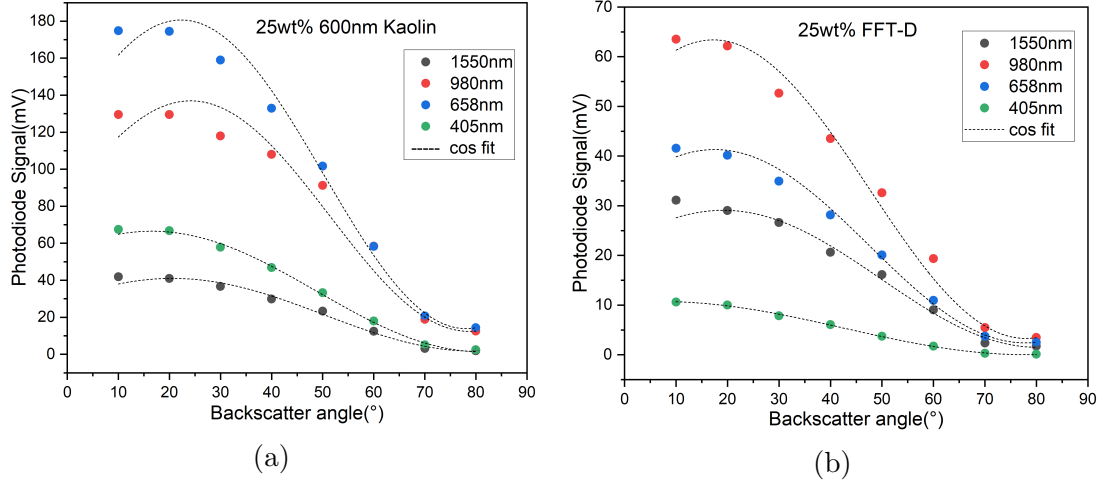 25wt% 600nm Kaolin
1550nm
980nm
658nm
405nm
cos fit
Photodiode Signal(mV)
180
160
140
120
100
80
60
40
20
0
0 10 20 30 40 50 60 70 80 90
Backscatter angle(°)
(a)
25wt% FFT-D
1550nm
980nm
658nm
405nm
cos fit
Photodiode Signal(mV)
70
60
50
40
30
20
10
0
0 10 20 30 40 50 60 70 80 90
Backscatter angle(°)
(b)